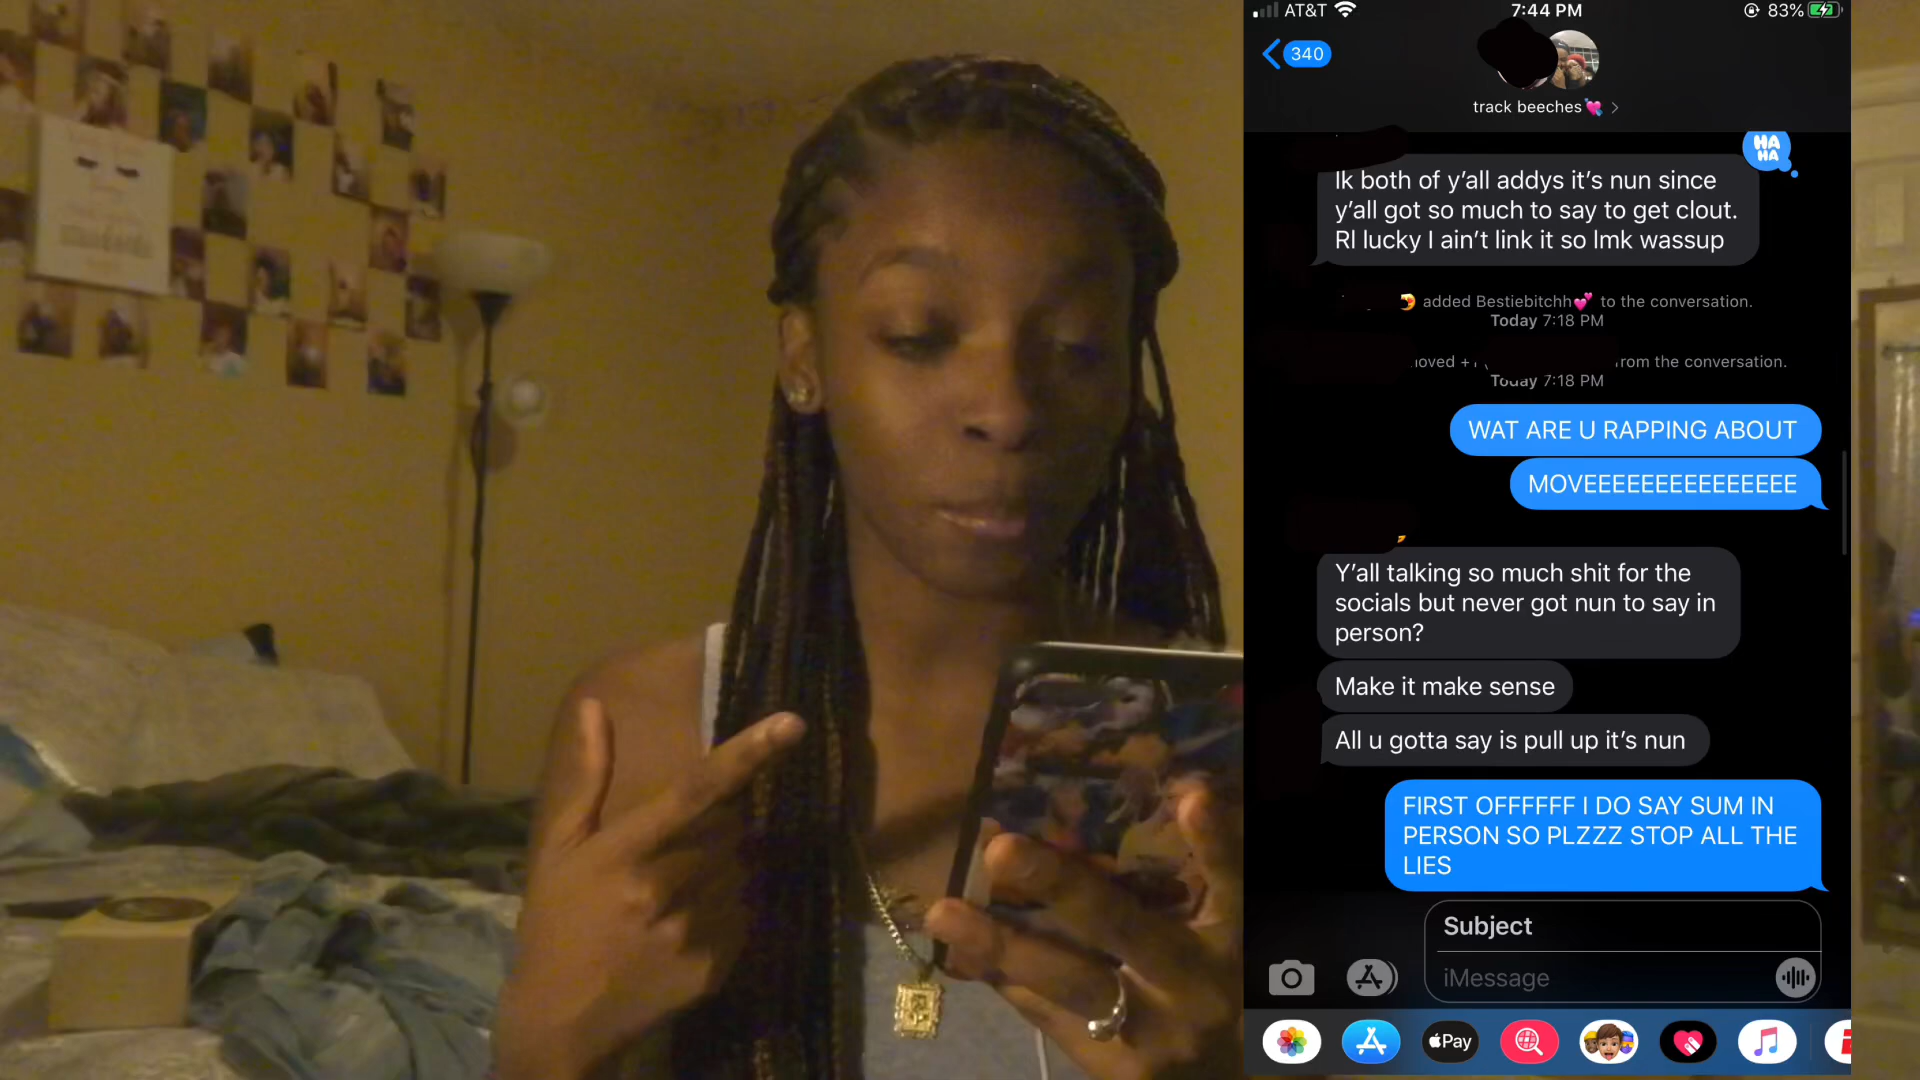 AT&T
7:44 PM
83%
340
track beeches
HA
HA
Ik both of y'all addys it's nun since
y'all got so much to say to get clout.
Rl lucky I ain't link it so lmk wassup
added Bestiebitchh💕 to the conversation.
Today 7:18 PM
from the conversation.
Today 7:18 PM
WAT ARE U RAPPING ABOUT
MOVEEEEEEEEEEEEEEE
Y'all talking so much shit for the
socials but never got nun to say in
person?
Make it make sense
All u gotta say is pull up it's nun
FIRST OFFFFFF I DO SAY SUM IN
PERSON SO PLZZZ STOP ALL THE
LIES
Subject
iMessage
Pay